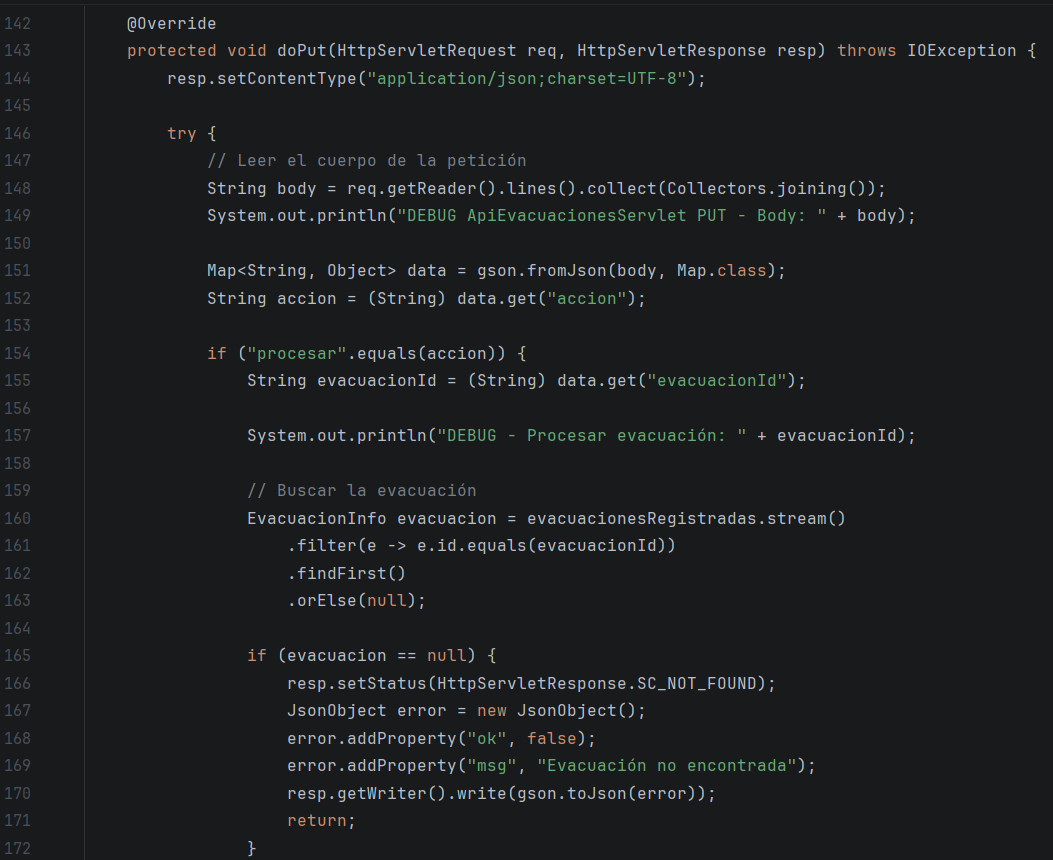 142 @Override
143 protected void doPut(HttpServletRequest req, HttpServletResponse resp) throws IOException {
144 resp.setContentType("application/json;charset=UTF-8");
145
146 try {
147 // Leer el cuerpo de la petición
148 String body = req.getReader().lines().collect(Collectors.joining());
149 System.out.println("DEBUG ApiEvacuacionesServlet PUT - Body: " + body);
150
151 Map<String, Object> data = gson.fromJson(body, Map.class);
152 String accion = (String) data.get("accion");
153
154 if ("procesar".equals(accion)) {
155 String evacuacionId = (String) data.get("evacuacionId");
156
157 System.out.println("DEBUG - Procesar evacuación: " + evacuacionId);
158
159 // Buscar la evacuación
160 EvacuacionInfo evacuacion = evacuacionesRegistradas.stream()
161 .filter(e -> e.id.equals(evacuacionId))
162 .findFirst()
163 .orElse(null);
164
165 if (evacuacion == null) {
166 resp.setStatus(HttpServletResponse.SC_NOT_FOUND);
167 JsonObject error = new JsonObject();
168 error.addProperty("ok", false);
169 error.addProperty("msg", "Evacuación no encontrada");
170 resp.getWriter().write(gson.toJson(error));
171 return;
172 }